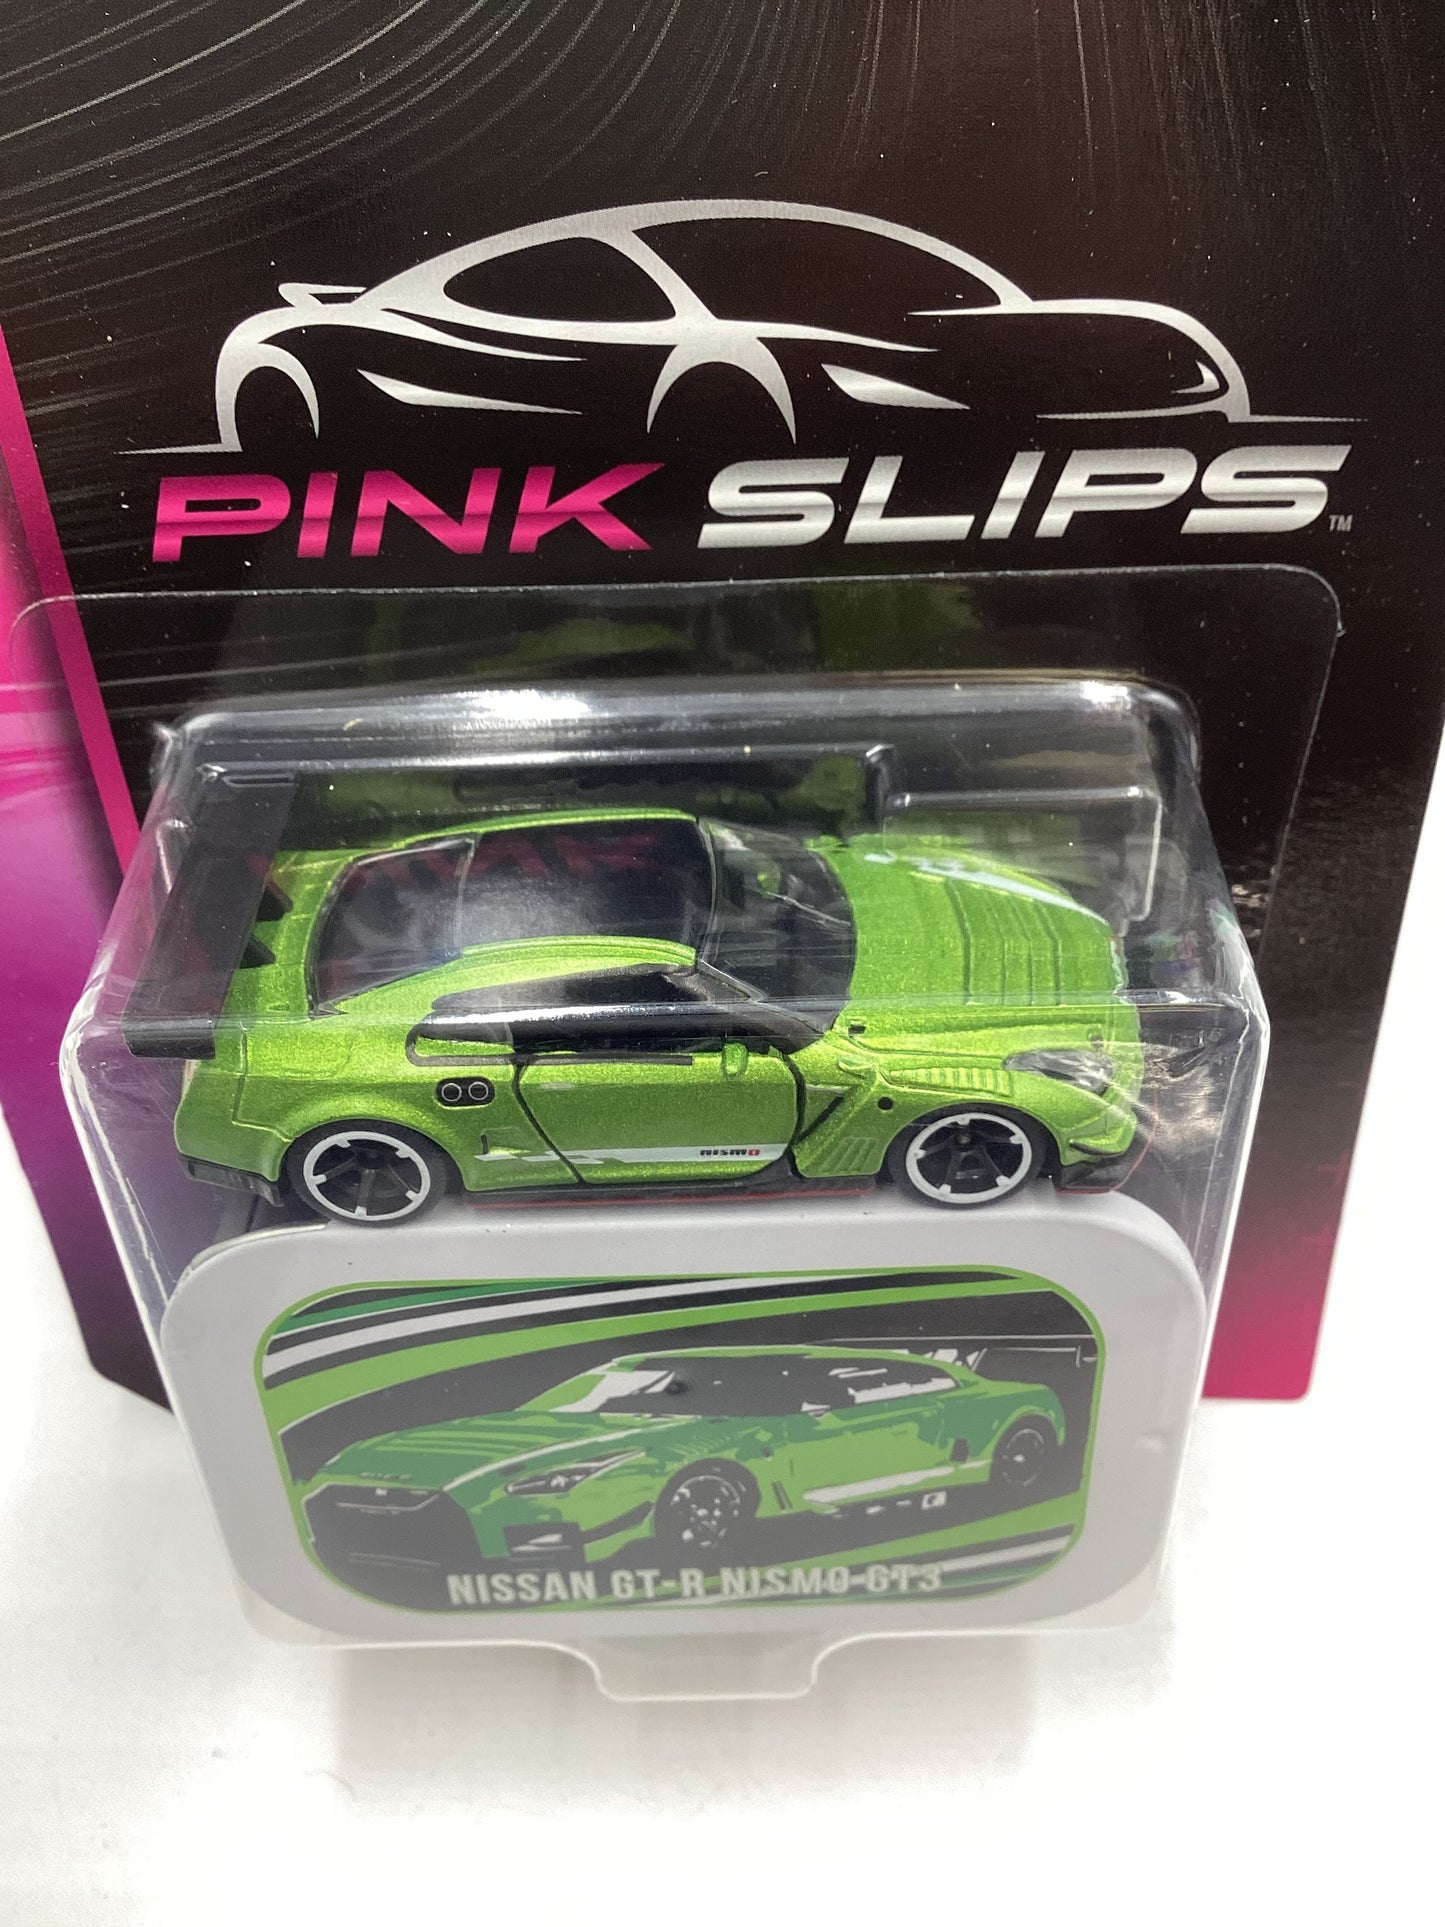 PINK SLIPS™
nismo
NISSAN GT-R NISMO GT3